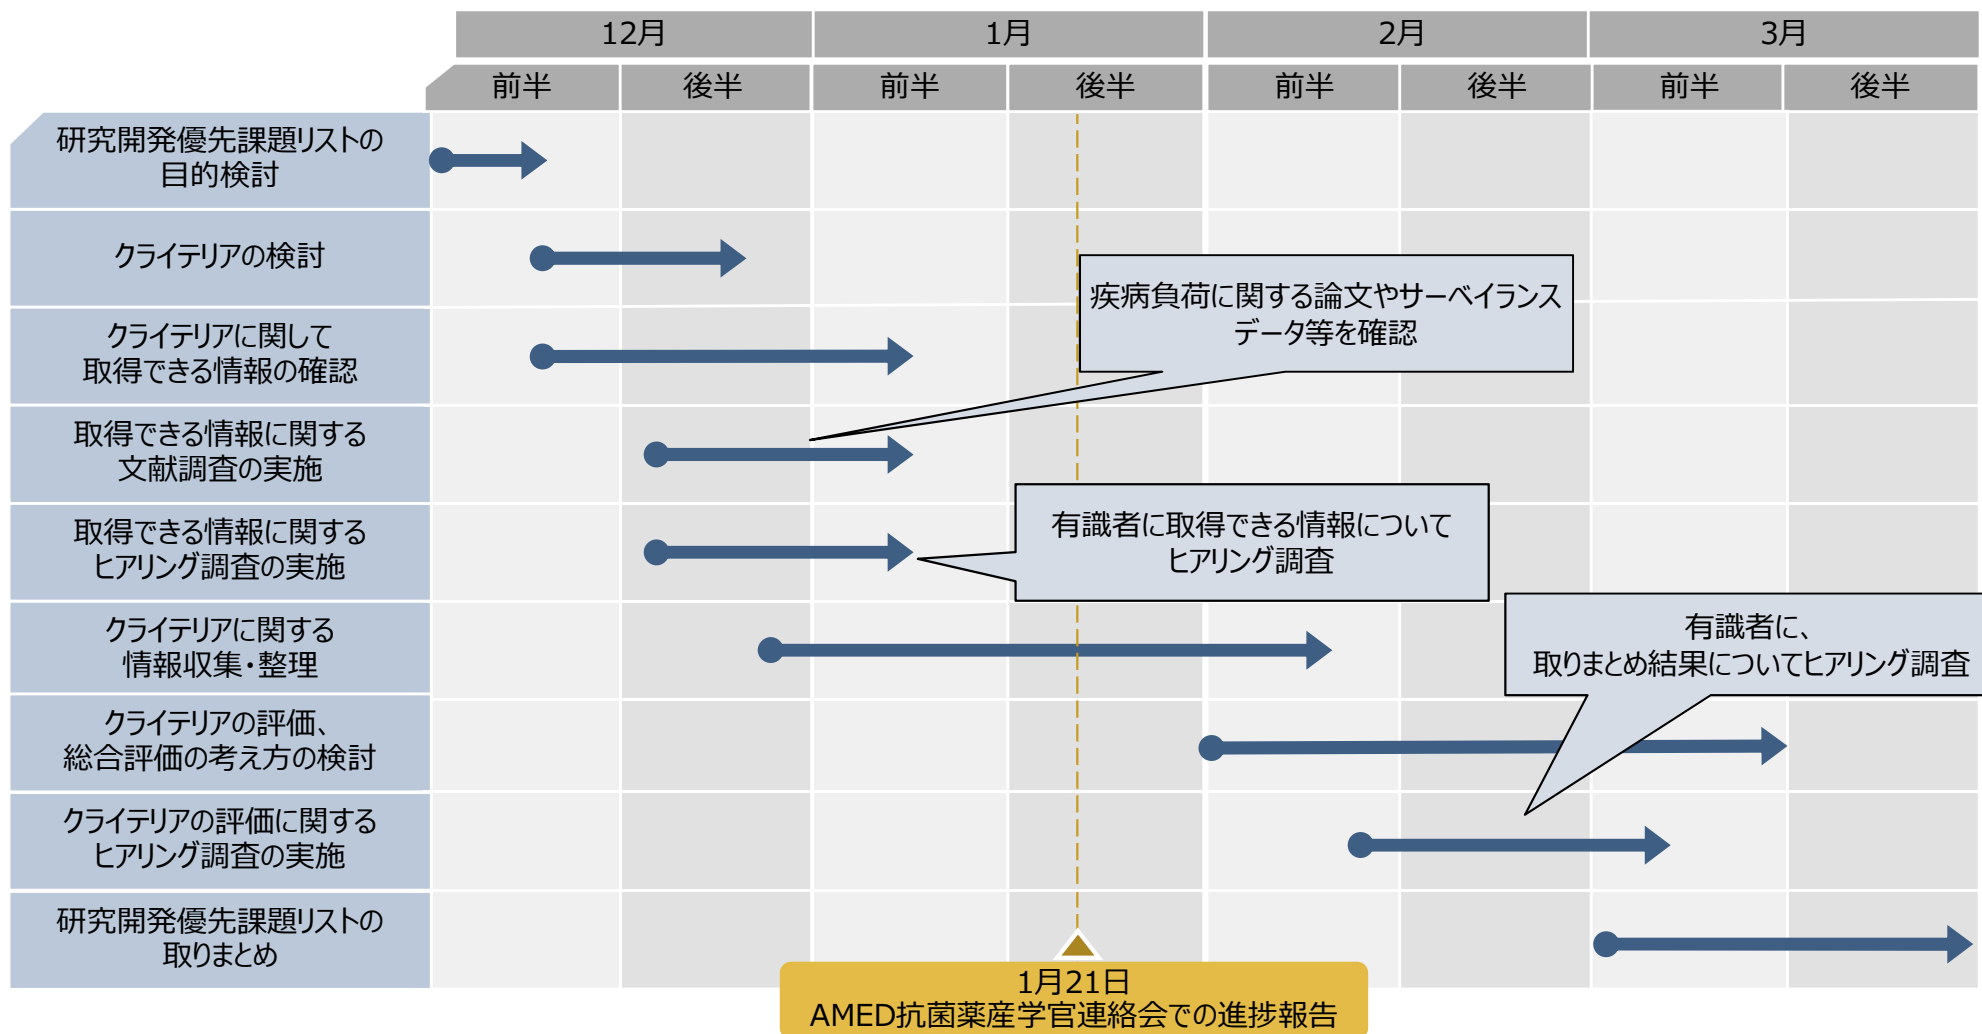 12月
1月
2月
3月
前半
後半
前半
後半
前半
後半
前半
後半
研究開発優先課題リストの
目的検討
クライテリアの検討
クライテリアに関して
取得できる情報の確認
疾病負荷に関する論文やサーベイランス
データ等を確認
取得できる情報に関する
文献調査の実施
取得できる情報に関する
ヒアリング調査の実施
有識者に取得できる情報について
ヒアリング調査
クライテリアに関する
情報収集・整理
有識者に、
取りまとめ結果についてヒアリング調査
クライテリアの評価、
総合評価の考え方の検討
クライテリアの評価に関する
ヒアリング調査の実施
研究開発優先課題リストの
取りまとめ
1月21日
AMED抗菌薬産学官連絡会での進捗報告